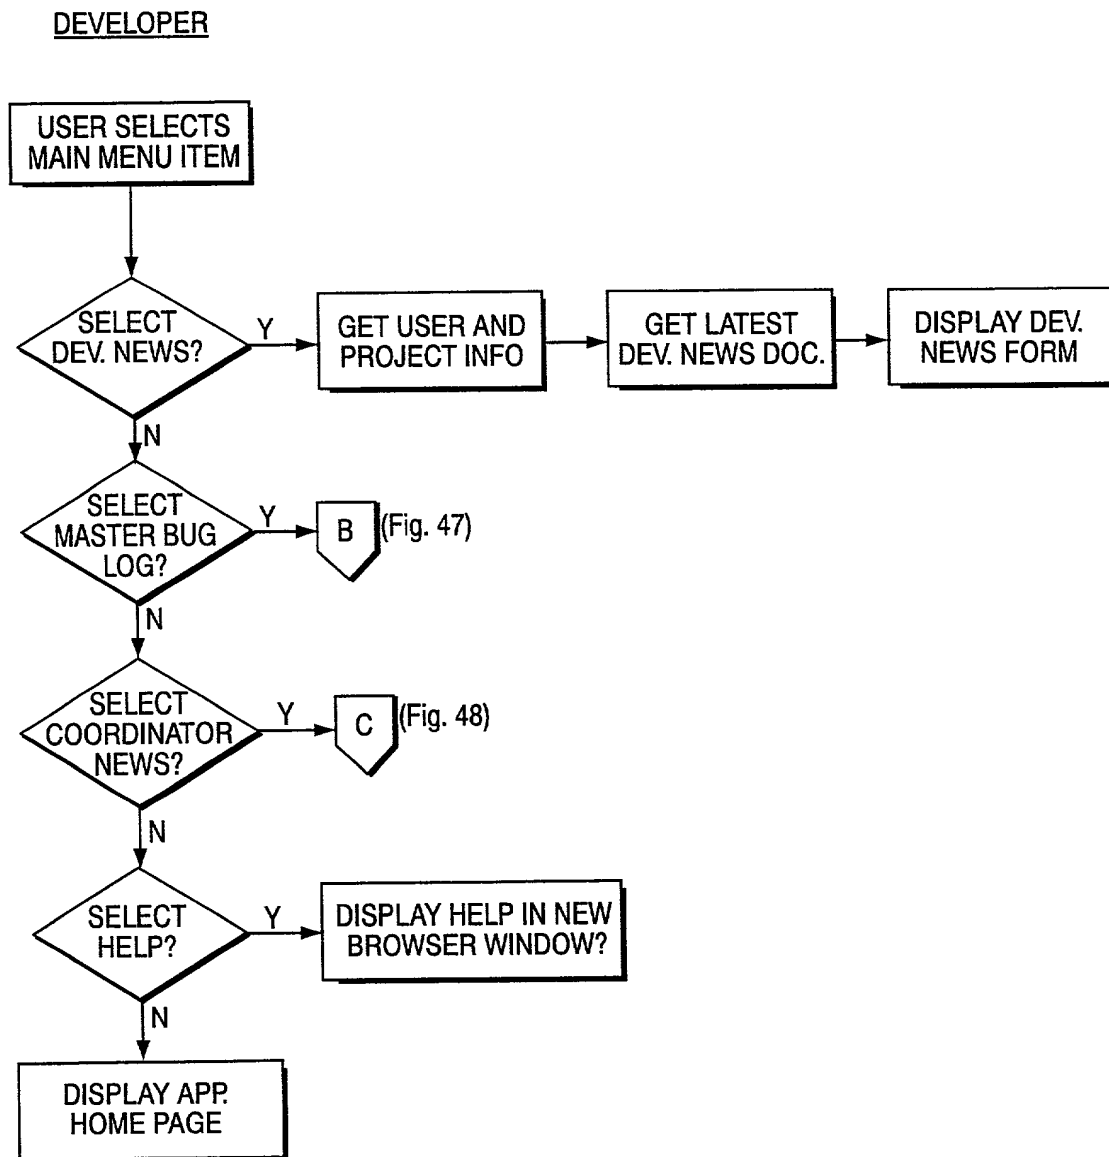 DEVELOPER
USER SELECTS
MAIN MENU ITEM
SELECT
DEV. NEWS?
Y
GET USER AND
PROJECT INFO
GET LATEST
DEV. NEWS DOC.
DISPLAY DEV.
NEWS FORM
N
SELECT
MASTER BUG
LOG?
Y
B
(Fig. 47)
N
SELECT
COORDINATOR
NEWS?
Y
C
(Fig. 48)
N
SELECT
HELP?
Y
DISPLAY HELP IN NEW
BROWSER WINDOW?
N
DISPLAY APP.
HOME PAGE